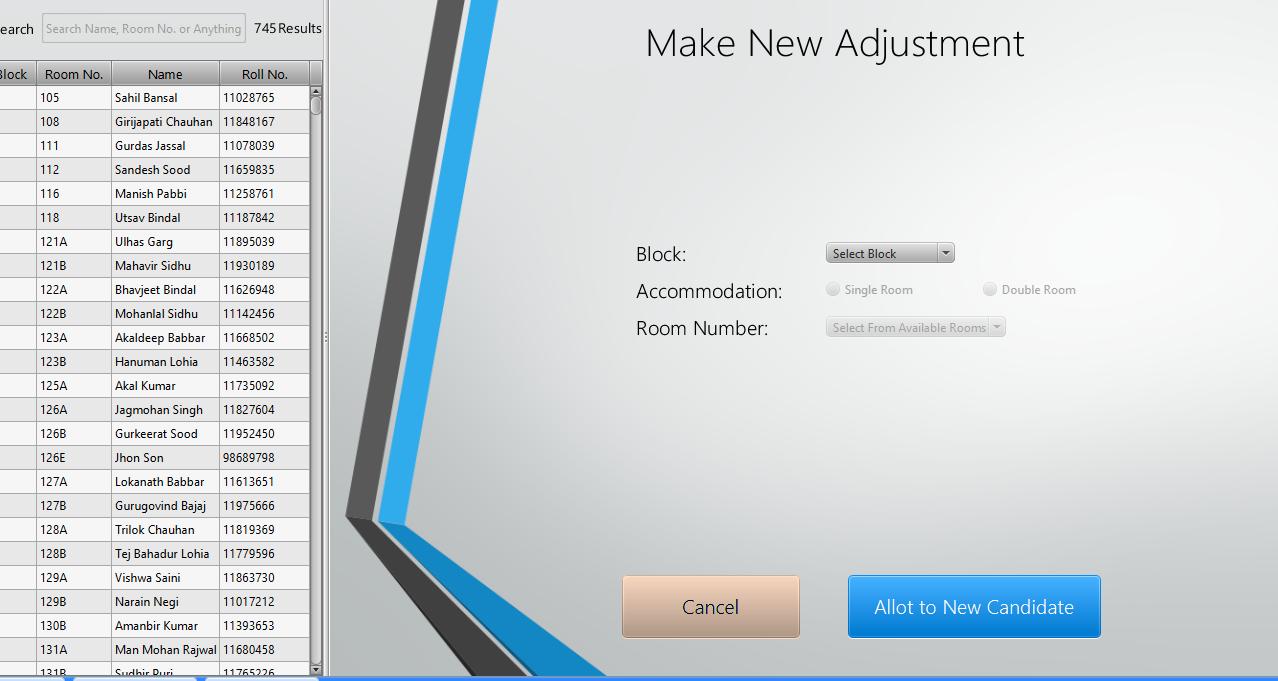 earch Search Name, Room No. or Anything 745 Results
Block Room No. Name Roll No.
105 Sahil Bansal 11028765
108 Girijapati Chauhan 11848167
111 Gurdas Jassal 11078039
112 Sandesh Sood 11659835
116 Manish Pabbi 11258761
118 Utsav Bindal 11187842
121A Ulhas Garg 11895039
121B Mahavir Sidhu 11930189
122A Bhavjeet Bindal 11626948
122B Mohanlal Sidhu 11142456
123A Akaldeep Babbar 11668502
123B Hanuman Lohia 11463582
125A Akal Kumar 11735092
126A Jagmohan Singh 11827604
126B Gurkeerat Sood 11952450
126E Jhon Son 98689798
127A Lokanath Babbar 11613651
127B Gurugovind Bajaj 11975666
128A Trilok Chauhan 11819369
128B Tej Bahadur Lohia 11779596
129A Vishwa Saini 11863730
129B Narain Negi 11017212
130B Amanbir Kumar 11393653
131A Man Mohan Rajwal 11680458
131B Sudhir Puri 11765226
Make New Adjustment
Block: Select Block
Accommodation: Single Room Double Room
Room Number: Select From Available Rooms
Cancel Allot to New Candidate